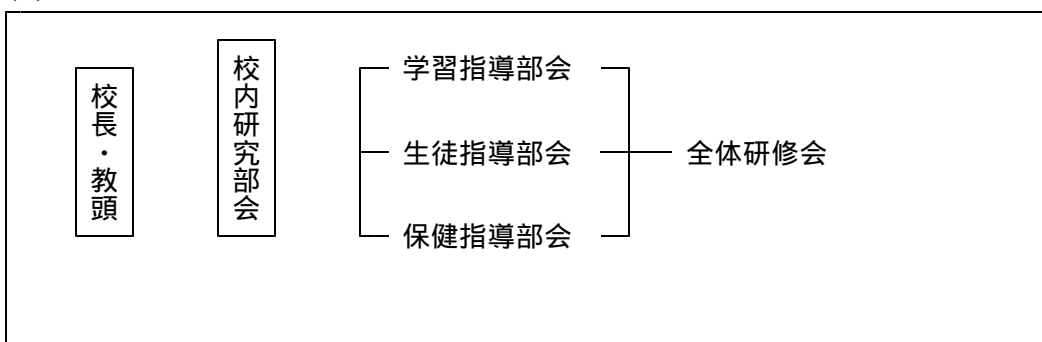 校長・教頭
校内研究部会
学習指導部会
生徒指導部会
保健指導部会
全体研修会